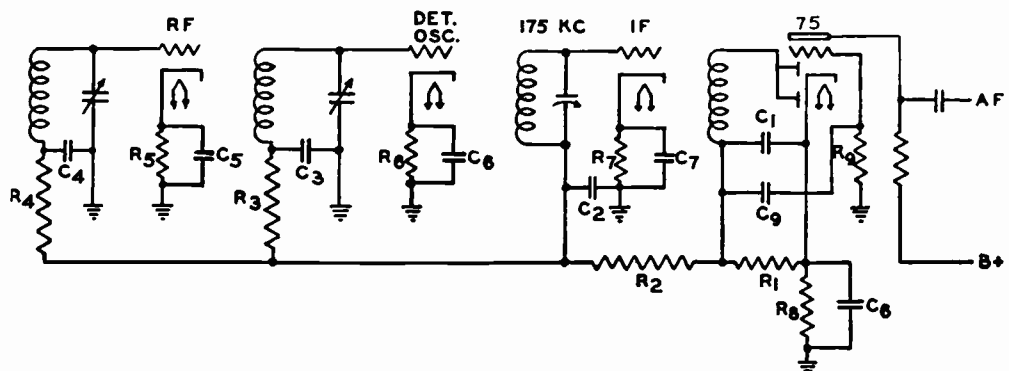 RF
DET.
OSC.
175 KC
IF
75
AF
C4
R4
R5
C5
C3
R3
R6
C6
R7
C7
C2
C1
C9
R9
R2
R1
R8
C8
B+